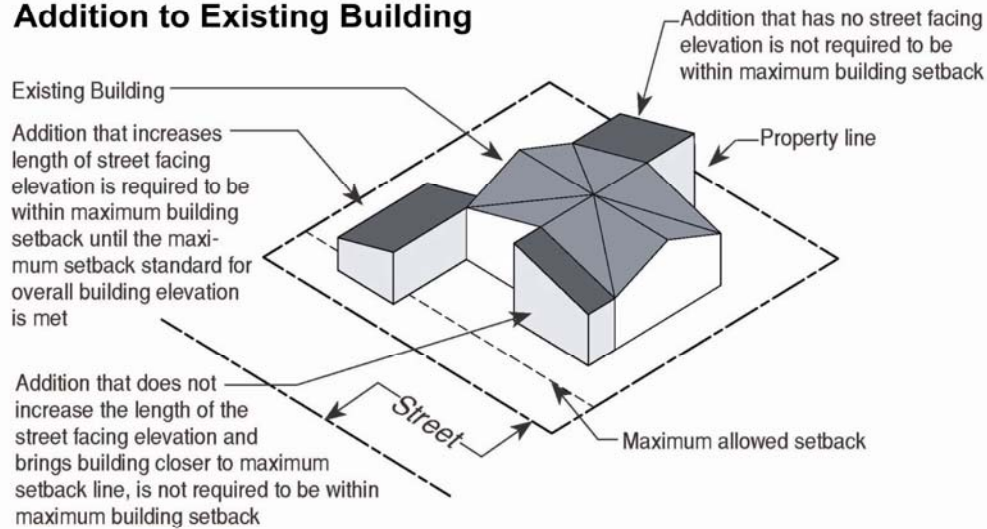 Addition to Existing Building
Addition that has no street facing
elevation is not required to be
within maximum building setback
Existing Building
Addition that increases
length of street facing
elevation is required to be
within maximum building
setback until the maxi-
mum setback standard for
overall building elevation
is met
Property line
Addition that does not
increase the length of the
street facing elevation and
brings building closer to maximum
setback line, is not required to be within
maximum building setback
Street
Maximum allowed setback